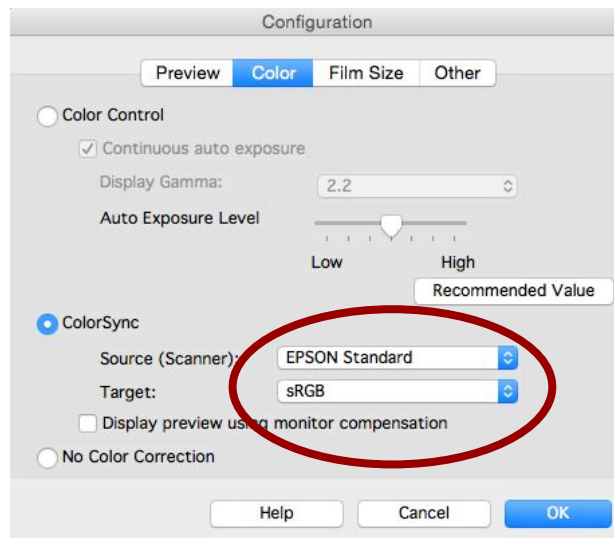 Configuration
Preview Color Film Size Other
Color Control
Continuous auto exposure
Display Gamma: 2.2
Auto Exposure Level
Low High
Recommended Value
ColorSync
Source (Scanner): EPSON Standard
Target: sRGB
Display preview using monitor compensation
No Color Correction
Help Cancel OK